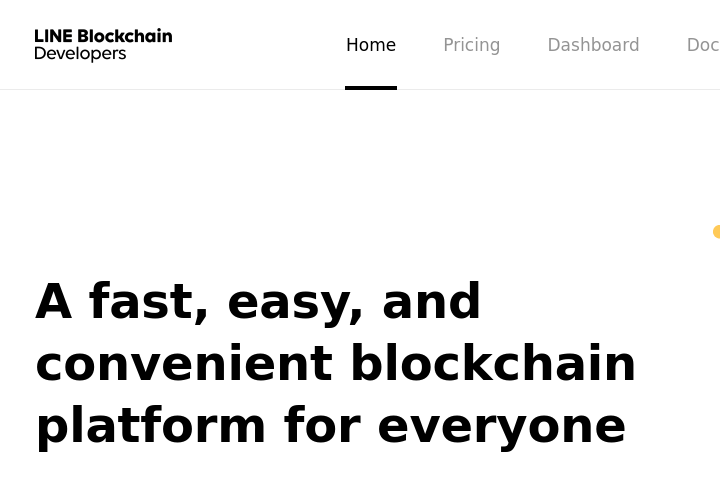 LINE Blockchain
Developers
Home Pricing Dashboard Doc
A fast, easy, and
convenient blockchain
platform for everyone